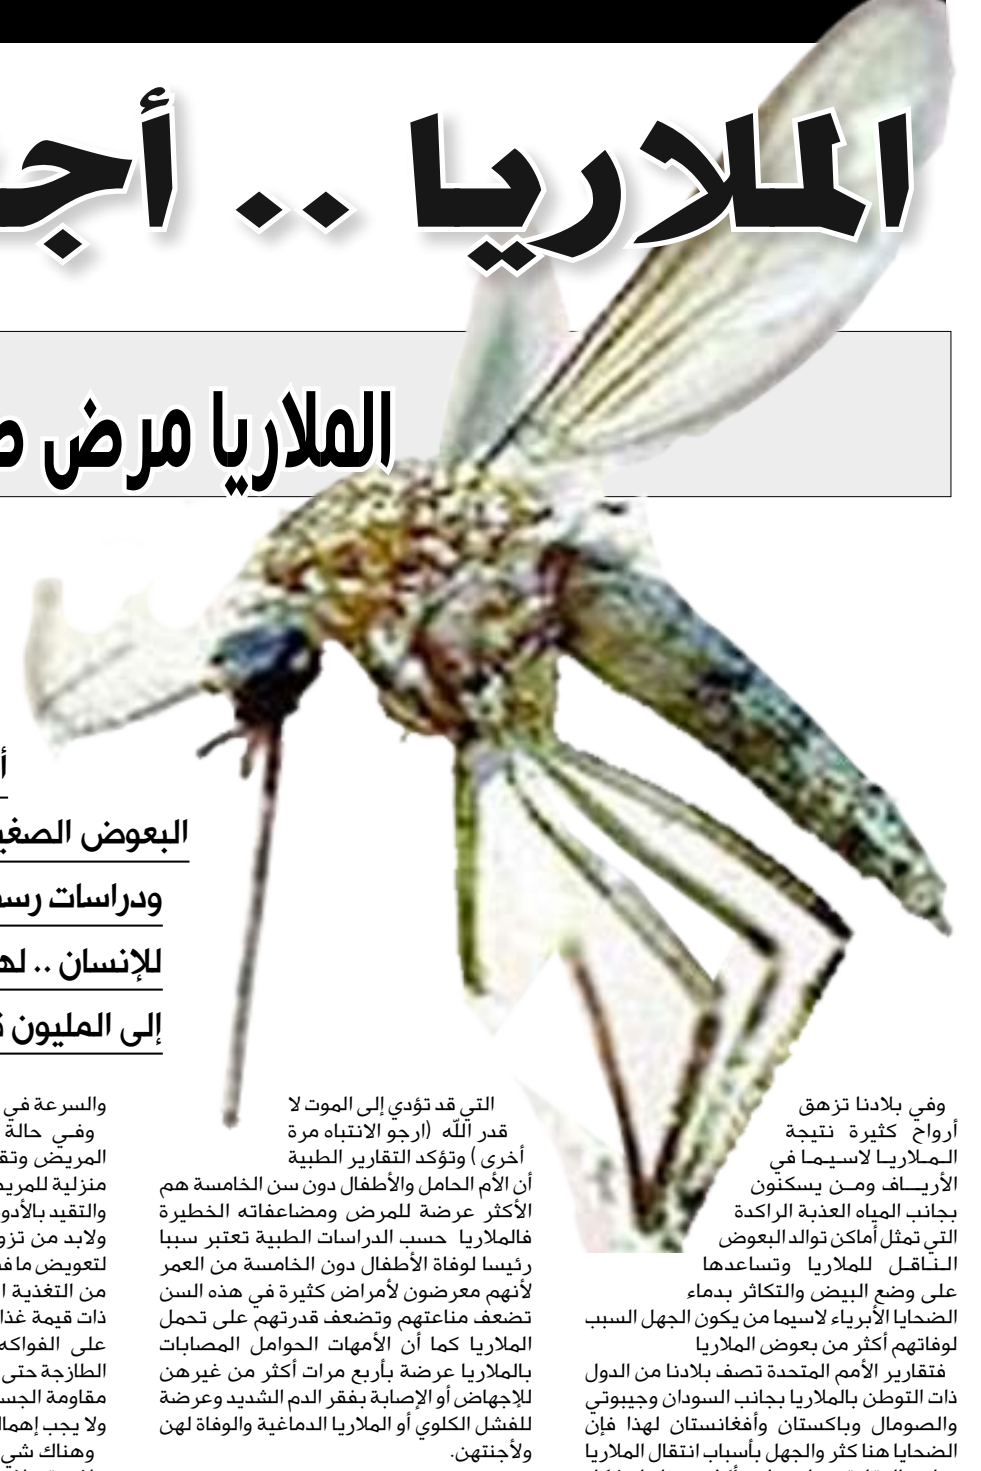 الملاريا .. أجـ
الملاريا مرض
البعوض الصغيـ
ودراسات رسـ
للإنسان .. لهـ
إلى المليون
وفي بلادنا تزهق
أرواح كثيرة نتيجة
الملاريا لاسيما في
الأرياف ومن يسكنون
بجانب المياه العذبة الراكدة
التي تمثل أماكن توالد البعوض
الناقل للملاريا وتساعدها
على وضع البيض والتكاثر بدماء
الضحايا الأبرياء لاسيما من يكون الجهل السبب
لوفاتهم أكثر من بعوض الملاريا
فتقارير الأمم المتحدة تصف بلادنا من الدول
ذات التوطن بالملاريا بجانب السودان وجيبوتي
والصومال وباكستان وأفغانستان لهذا فإن
الضحايا هنا كثر والجهل بأسباب انتقال الملاريا
التي قد تؤدي إلى الموت لا
قدر الله (ارجو الانتباه مرة
أخرى) وتؤكد التقارير الطبية
أن الأم الحامل والأطفال دون سن الخامسة هم
الأكثر عرضة للمرض ومضاعفاته الخطيرة
فالملاريا حسب الدراسات الطبية تعتبر سببا
رئيسا لوفاة الأطفال دون الخامسة من العمر
لأنهم معرضون لأمراض كثيرة في هذه السن
تضعف مناعتهم وتضعف قدرتهم على تحمل
الملاريا كما أن الأمهات الحوامل المصابات
بالملاريا عرضة بأربع مرات أكثر من غيرهن
للإجهاض أو الإصابة بفقر الدم الشديد وعرضة
للفشل الكلوي أو الملاريا الدماغية والوفاة لهن
ولأجنتهن.
والسرعة في
وفي حالة
المريض وتقـ
منزلية للمريـ
والتقيد بالأدو
ولابد من تزو
لتعويض ما فـ
من التغذية ا
ذات قيمة غذا
على الفواكه
الطازجة حتى
مقاومة الجسـ
ولا يجب إهما
وهناك شي